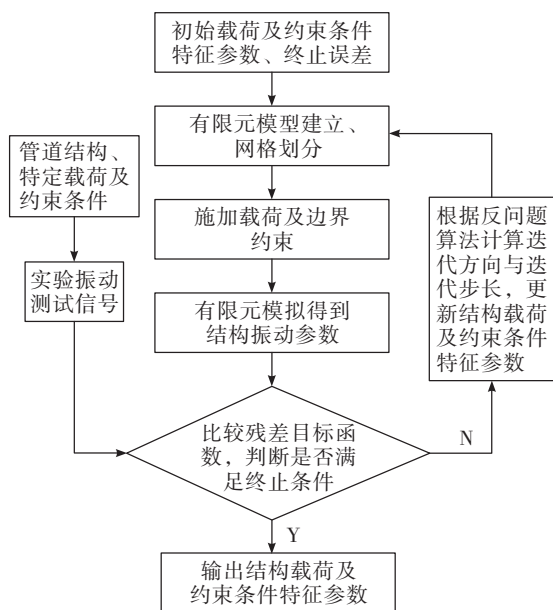 初始载荷及约束条件
特征参数、终止误差
有限元模型建立、
网格划分
管道结构、
特定载荷及
约束条件
施加载荷及边界
约束
实验振动
测试信号
有限元模拟得到
结构振动参数
根据反问题
算法计算迭
代方向与迭
代步长，更
新结构载荷
及约束条件
特征参数
比较残差目标函
数，判断是否满
足终止条件
N
Y
输出结构载荷及
约束条件特征参数